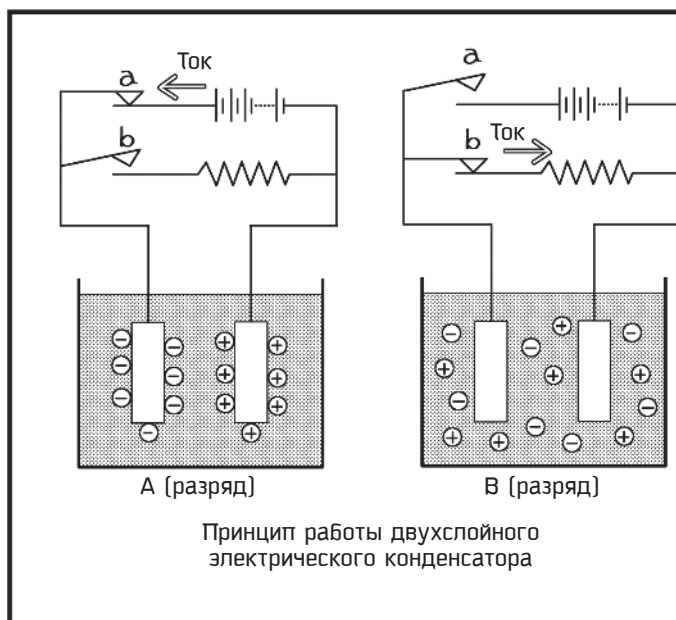 Ток
a
b
A (разряд)
a
Ток
b
B (разряд)
Принцип работы двухслойного
электрического конденсатора